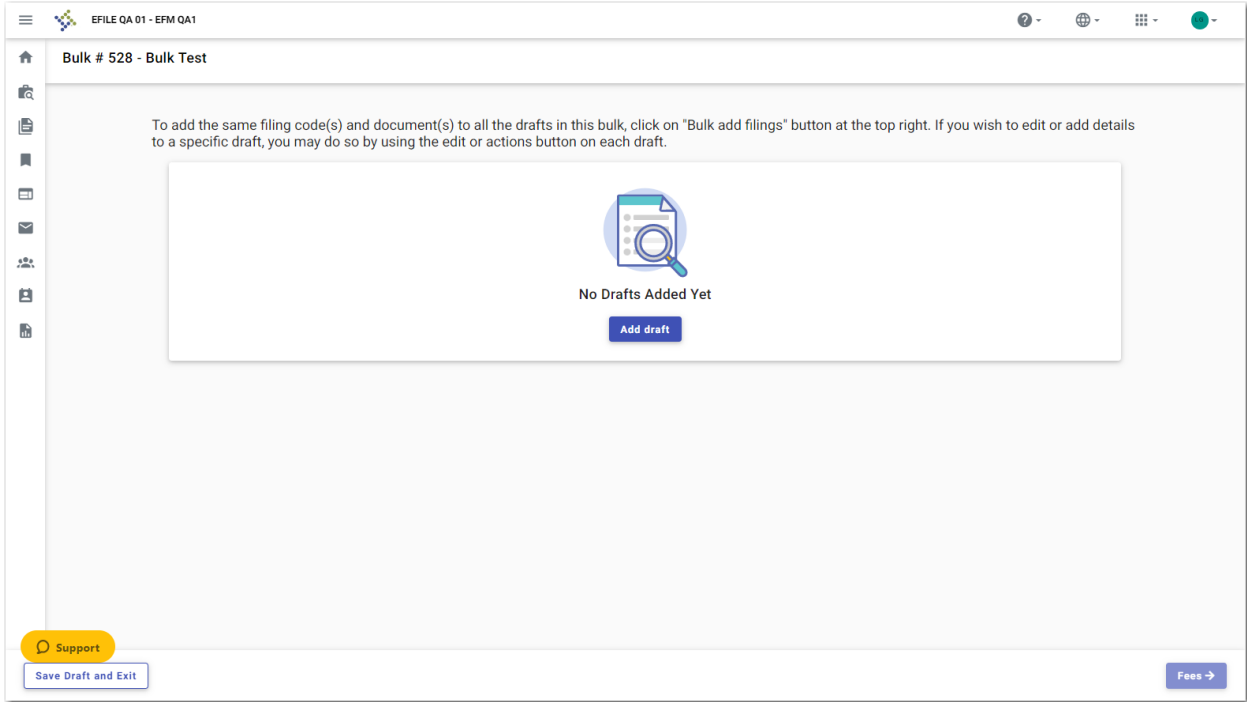 EFILE QA 01 - EFM QA1
Bulk # 528 - Bulk Test
To add the same filing code(s) and document(s) to all the drafts in this bulk, click on "Bulk add filings" button at the top right. If you wish to edit or add details
to a specific draft, you may do so by using the edit or actions button on each draft.
No Drafts Added Yet
Add draft
Support
Save Draft and Exit
Fees →